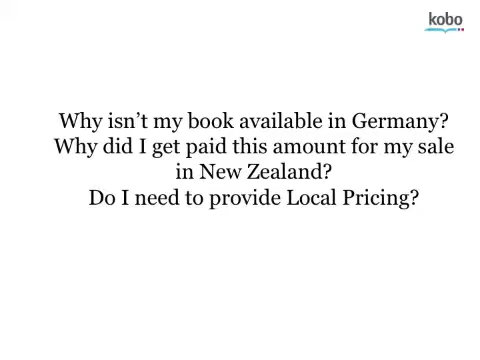 kobo
Why isn’t my book available in Germany?
Why did I get paid this amount for my sale
in New Zealand?
Do I need to provide Local Pricing?